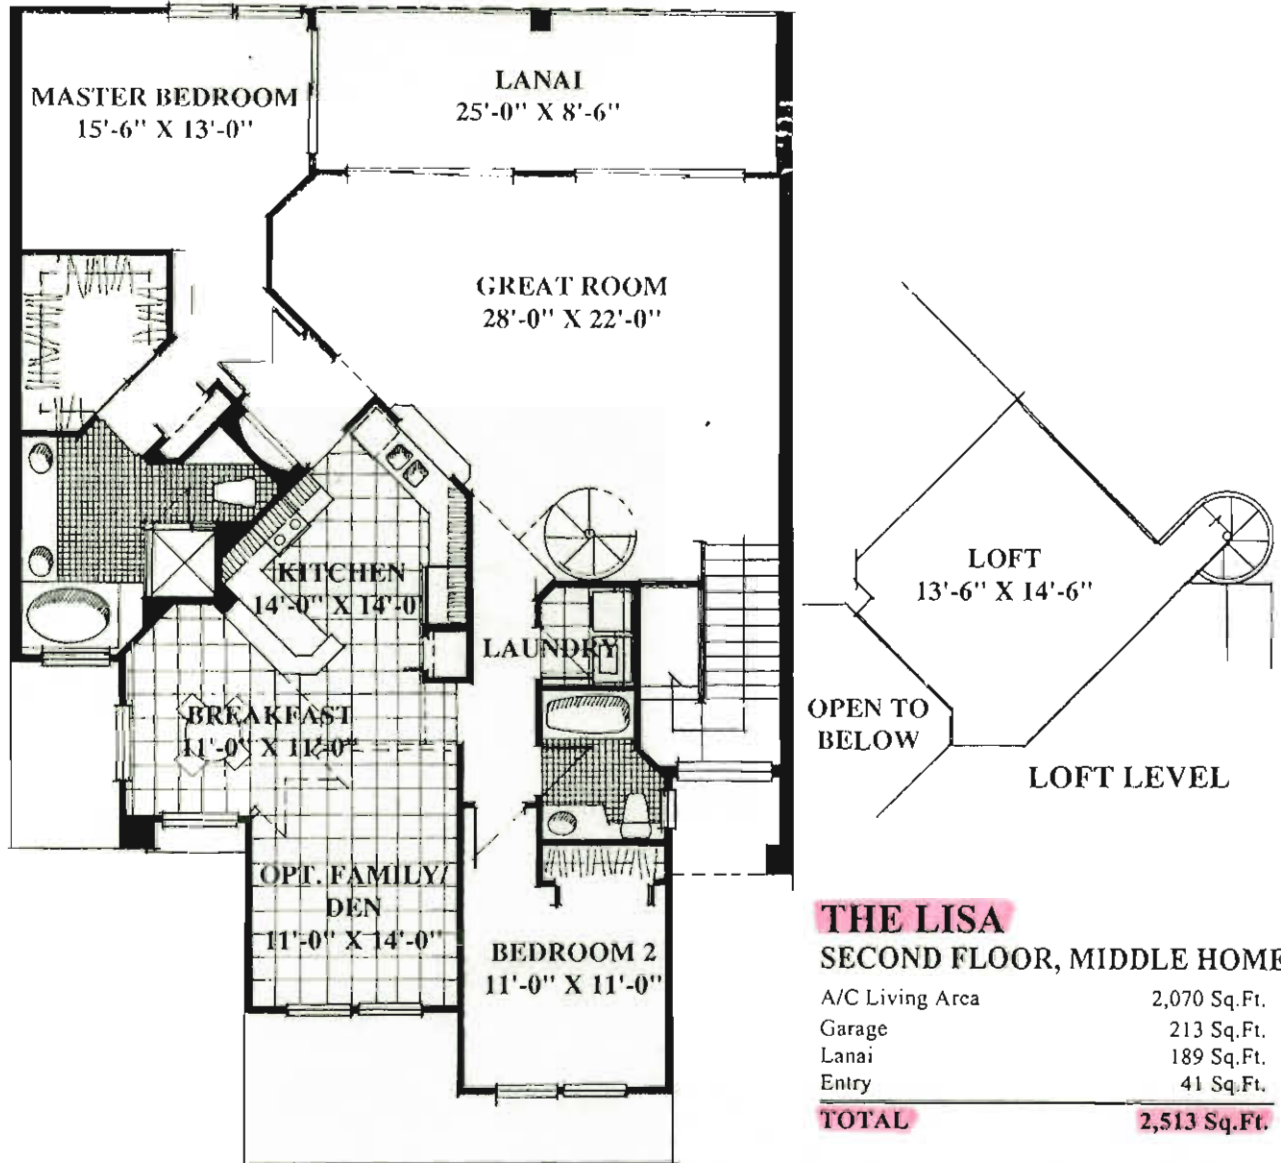 MASTER BEDROOM
15'-6" X 13'-0"
LANAI
25'-0" X 8'-6"
GREAT ROOM
28'-0" X 22'-0"
KITCHEN
14'-0" X 14'-0
LAUNDRY
BREAKFAST
11'-0" X 11'-0"
OPT. FAMILY/
DEN
11'-0" X 14'-0"
BEDROOM 2
11'-0" X 11'-0"
LOFT
13'-6" X 14'-6"
OPEN TO
BELOW
LOFT LEVEL
THE LISA
SECOND FLOOR, MIDDLE HOME
A/C Living Area 2,070 Sq.Ft.
Garage 213 Sq.Ft.
Lanai 189 Sq.Ft.
Entry 41 Sq.Ft.
TOTAL 2,513 Sq.Ft.